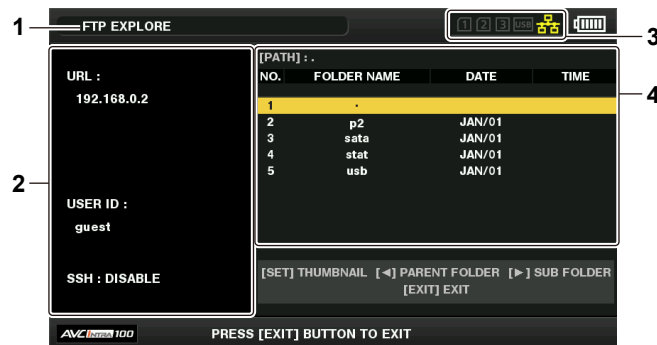 1
FTP EXPLORE
1 2 3 USB
3
[PATH] : .
URL :
NO. FOLDER NAME DATE TIME
192.168.0.2
4
1 .
2 p2 JAN/01
3 sata JAN/01
4 stat JAN/01
5 usb JAN/01
2
USER ID :
guest
SSH : DISABLE
[SET] THUMBNAIL [◄] PARENT FOLDER [►] SUB FOLDER
[EXIT] EXIT
AVC INTRA 100
PRESS [EXIT] BUTTON TO EXIT